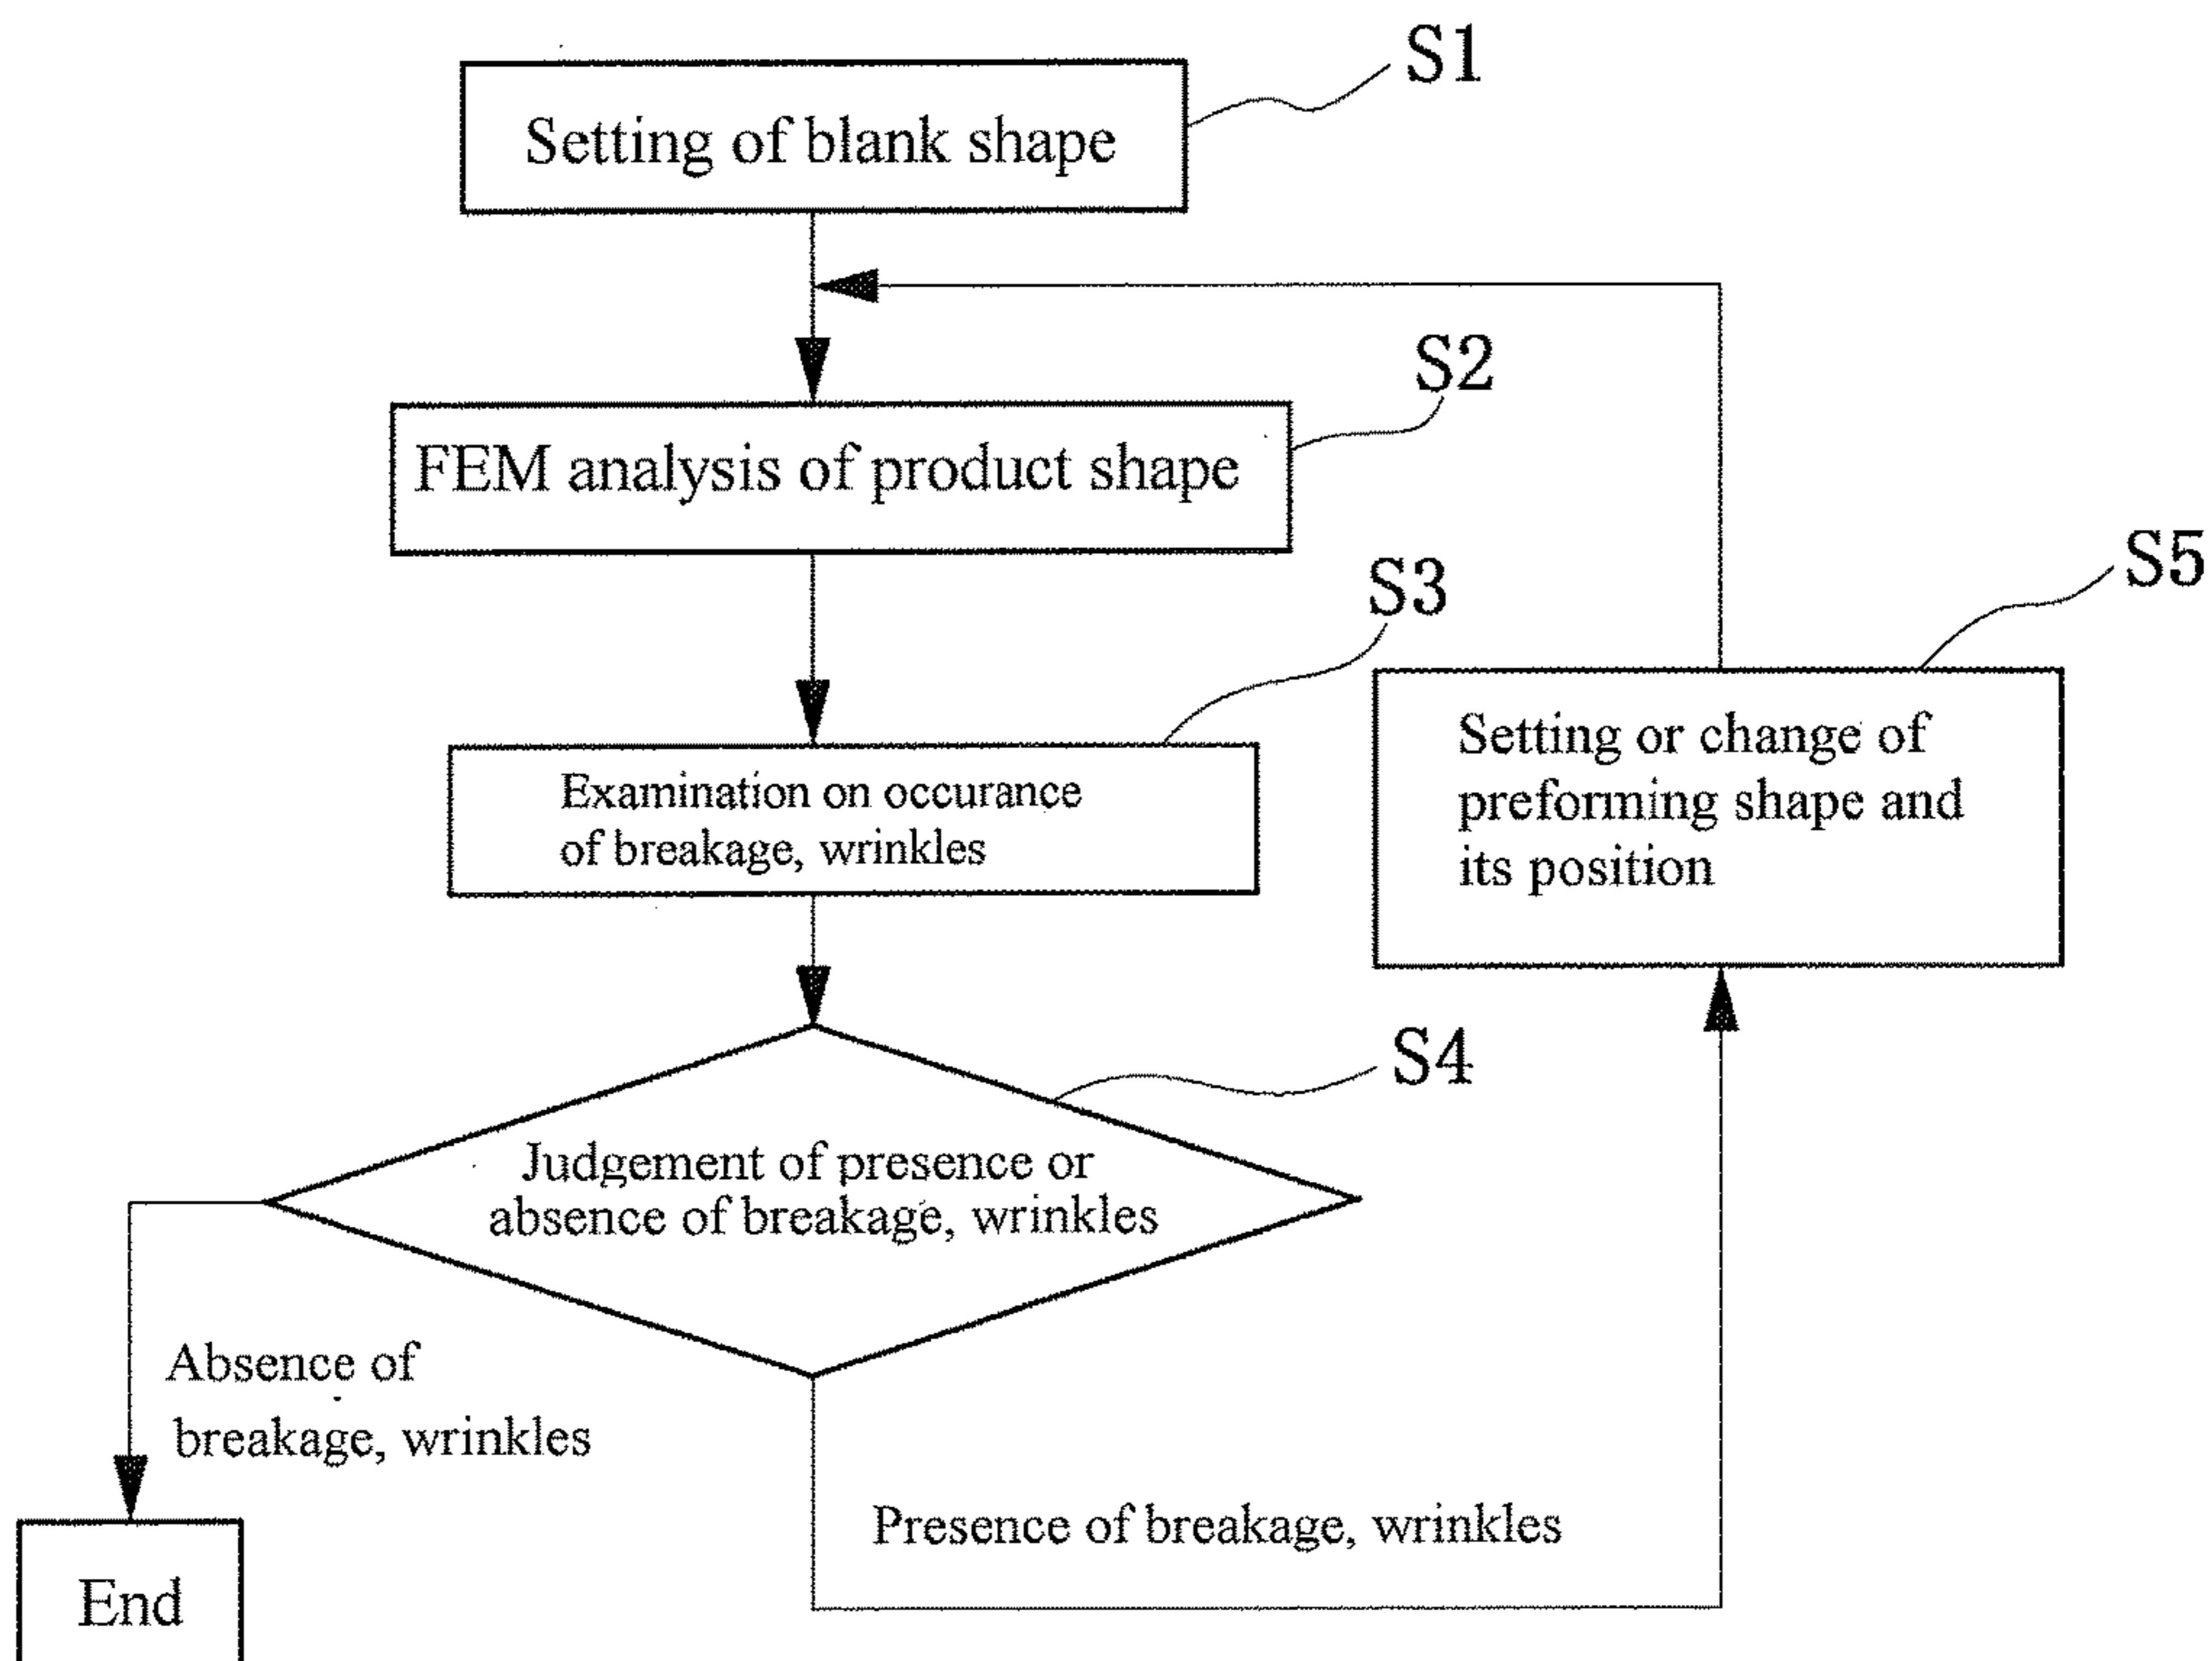 S1
Setting of blank shape
S2
FEM analysis of product shape
S3
Examination on occurance
of breakage, wrinkles
S5
Setting or change of
preforming shape and
its position
S4
Judgement of presence or
absence of breakage, wrinkles
Absence of
breakage, wrinkles
Presence of breakage, wrinkles
End